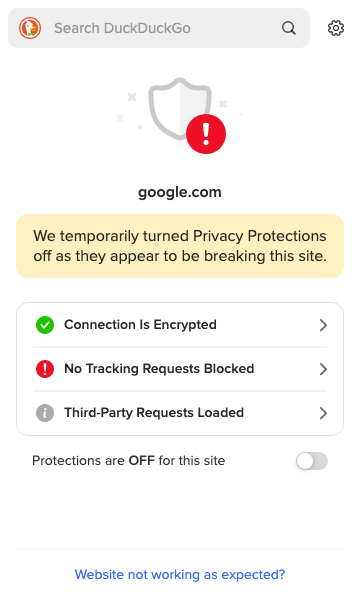 Search DuckDuckGo
google.com
We temporarily turned Privacy Protections
off as they appear to be breaking this site.
Connection Is Encrypted
No Tracking Requests Blocked
Third-Party Requests Loaded
Protections are OFF for this site
Website not working as expected?